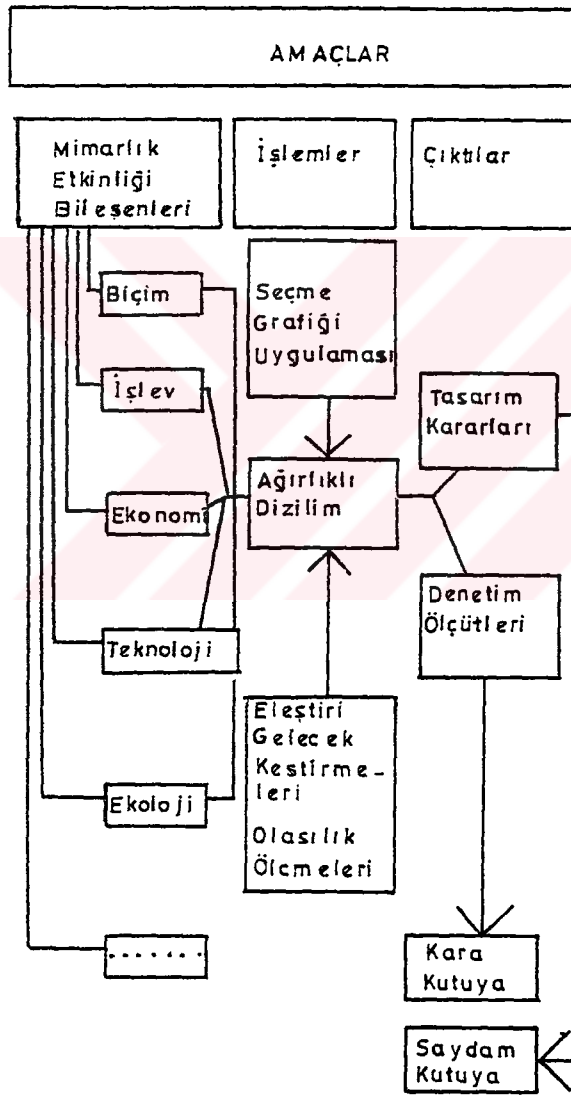 AMAÇLAR
Mimarlık
Etkinliği
Bileşenleri
İşlemler
Çıktılar
Biçim
İşlev
Ekonomi
Teknoloji
Ekoloji
.......
Seçme
Grafiği
Uygulaması
Ağırlıklı
Dizilim
Eleştiri
Gelecek
Kestirme-
leri
Olasılık
Ölçmeleri
Tasarım
Kararları
Denetim
Ölçütleri
Kara
Kutuya
Saydam
Kutuya